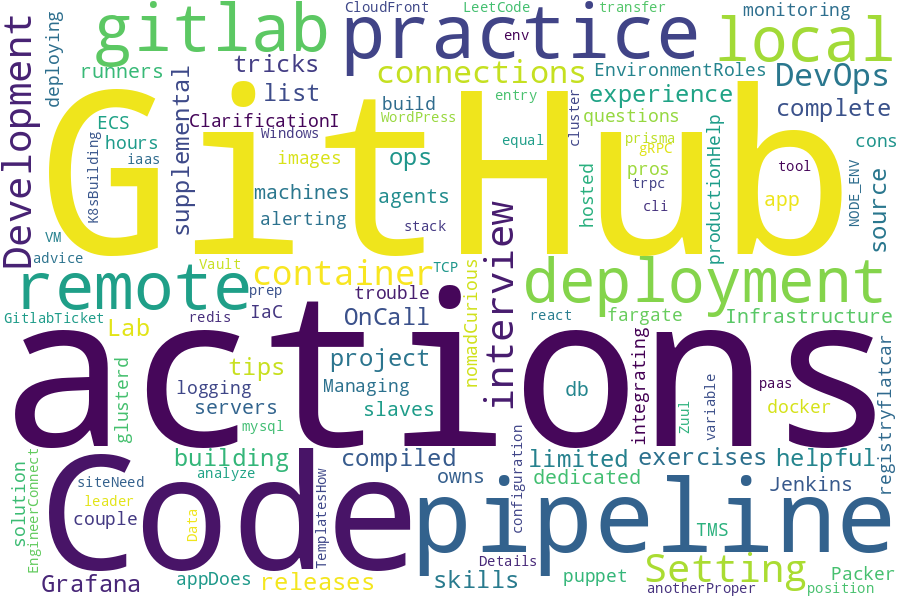 CloudFront
LeetCode
transfer
gitlab
practice
env
local
monitoring
Development
deploying
runners
tricks
connections
EnvironmentRoles
DevOps
supplemental
list
build
entry
experience
complete
GitHub
ECS
hours
ClarificationI
Windows
WordPress
cluster
questions
cons
K8sBuilding
iaas
images
ops
equal
prisma
gRPC
pros
trpc
cli
tool
productionHelp
NODE_ENV
source
machines
agents
hosted
app
alerting
stack
VM
advice
interview
remote
Vault
container
TCP
nomadCurious
deployment
prep
trouble
GitlabTicket
redis
IaC
OnCall
react
fargate
Infrastructure
Lab
actions
glusterd
tips
project
logging
Managing
servers
slaves
mysql
db
integrating
Zuul
variable
paas
docker
registryflatcar
building
compiled
limited
exercises
helpful
solution
EngineerConnect
analyze
owns
dedicated
Jenkins
siteNeed
leader
couple
Code
Data
TemplatesHow
configuration
pipeline
TMS
Details
Grafana
appDoes
releases
skills
puppet
Setting
Packer
anotherProper
position